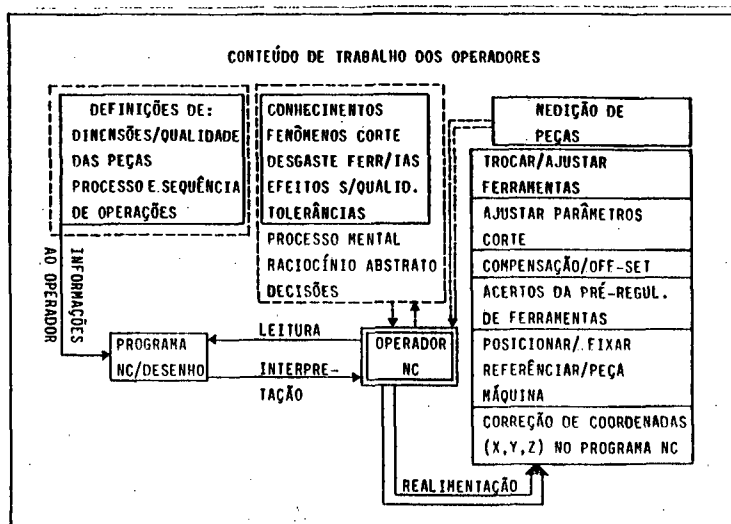 CONTEÚDO DE TRABALHO DOS OPERADORES
DEFINIÇÕES DE:
DIMENSÕES/QUALIDADE
DAS PEÇAS
PROCESSO E.SEQUÊNCIA
DE OPERAÇÕES
CONHECIMENTOS
FENÔMENOS CORTE
DESGASTE FERR/IAS
EFEITOS S/QUALID.
TOLERÂNCIAS
PROCESSO MENTAL
RACIOCÍNIO ABSTRATO
DECISÕES
NEDIÇÃO DE
PEÇAS
TROCAR/AJUSTAR
FERRAMENTAS
AJUSTAR PARÂMETROS
CORTE
COMPENSAÇÃO/OFF-SET
ACERTOS DA PRÉ-REGUL.
DE FERRAMENTAS
POSICIONAR/.FIXAR
REFERÊNCIAR/PEÇA
MÁQUINA
CORREÇÃO DE COORDENADAS
(X,Y,Z) NO PROGRAMA NC
INFORMAÇÕES
AO OPERADOR
PROGRAMA
NC/DESENHO
LEITURA
INTERPRE-
TAÇÃO
OPERADOR
NC
REALIMENTAÇÃO